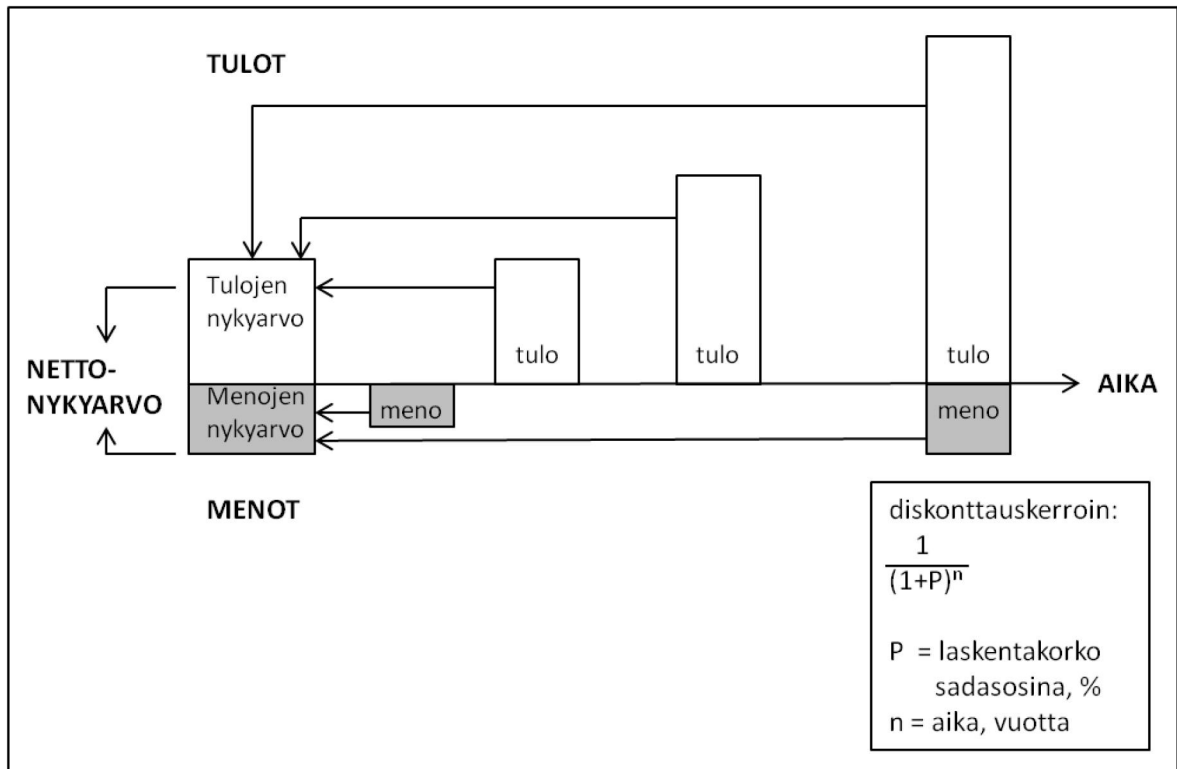 TULOT
Tulojen
nykyarvo
tulo
tulo
tulo
NETTO-
NYKYARVO
Menojen
nykyarvo
meno
meno
AIKA
MENOT
diskonttauskerroin:
1
(1+P)ⁿ
P = laskentakorko
sadasosina, %
n = aika, vuotta